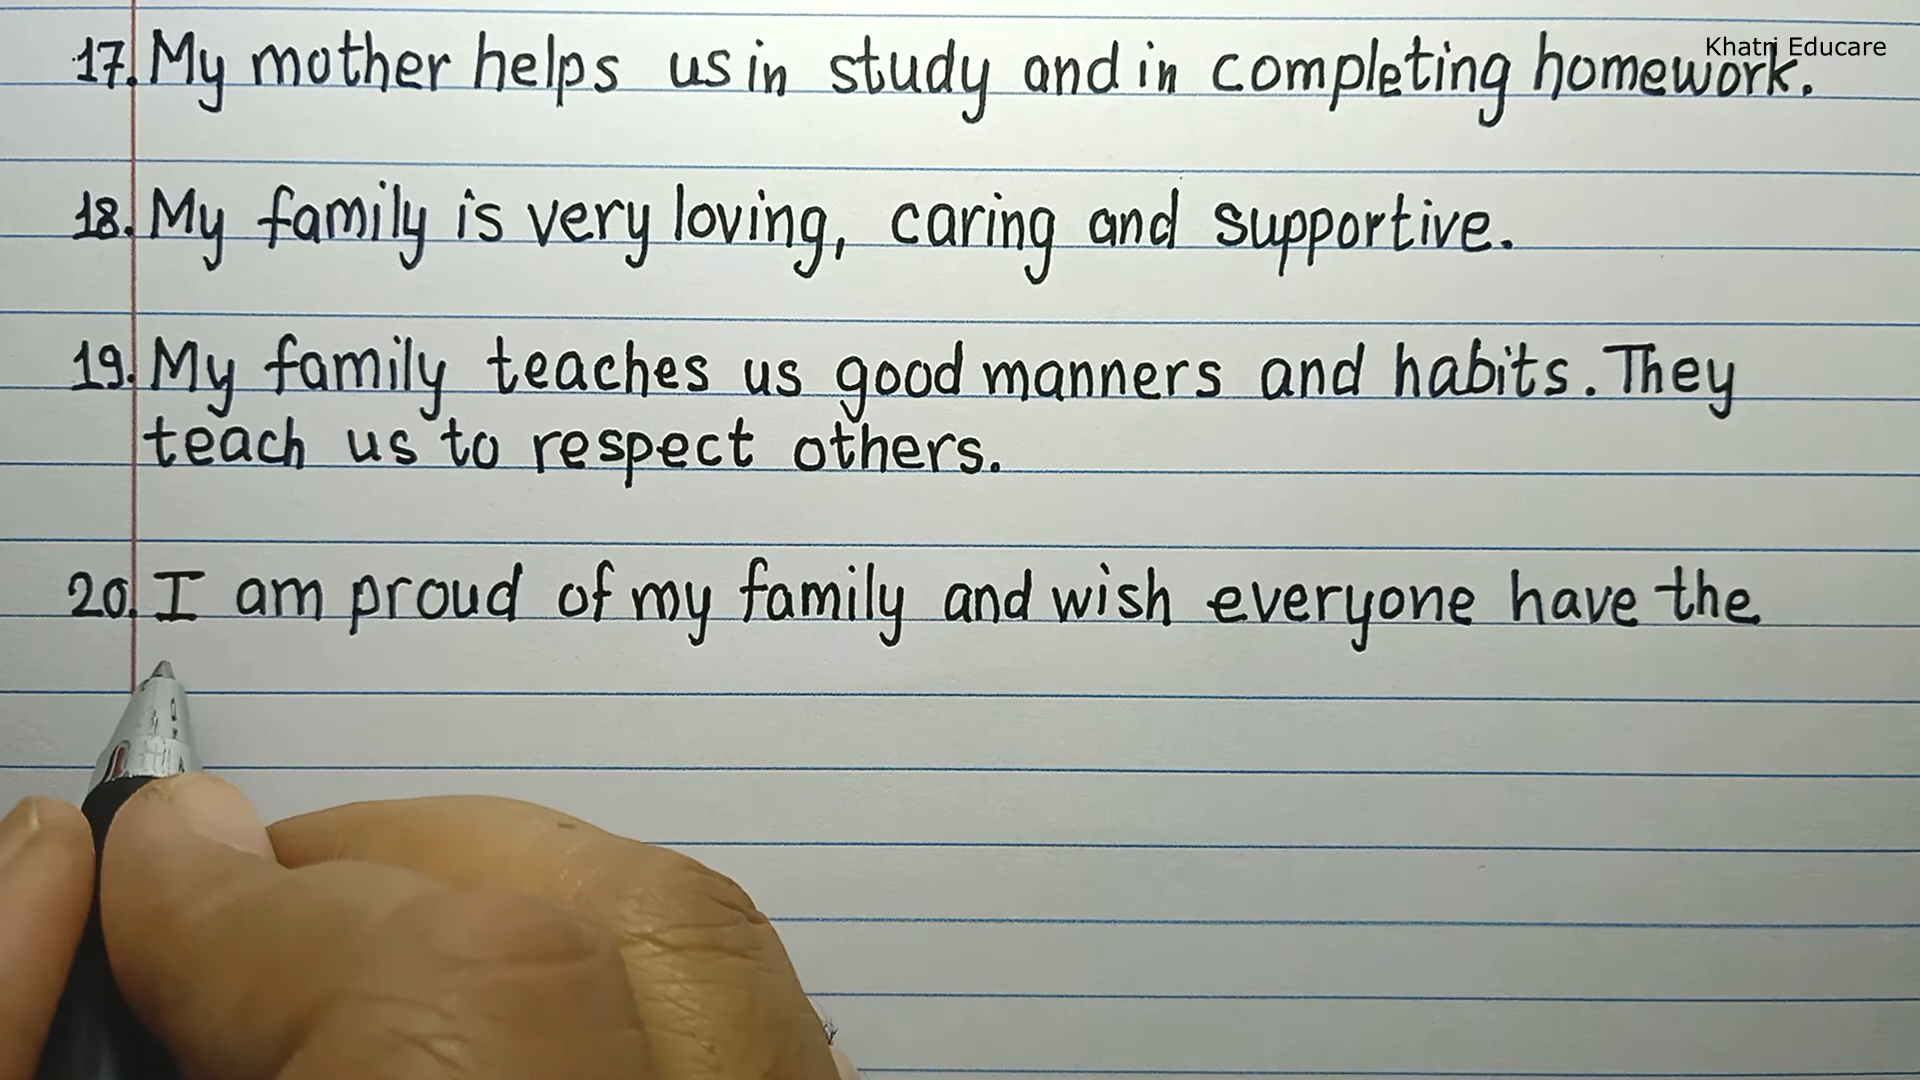 Khatri Educare
17. My mother helps us in study and in completing homework.
18. My family is very loving, caring and supportive.
19. My family teaches us good manners and habits. They
teach us to respect others.
20. I am proud of my family and wish everyone have the